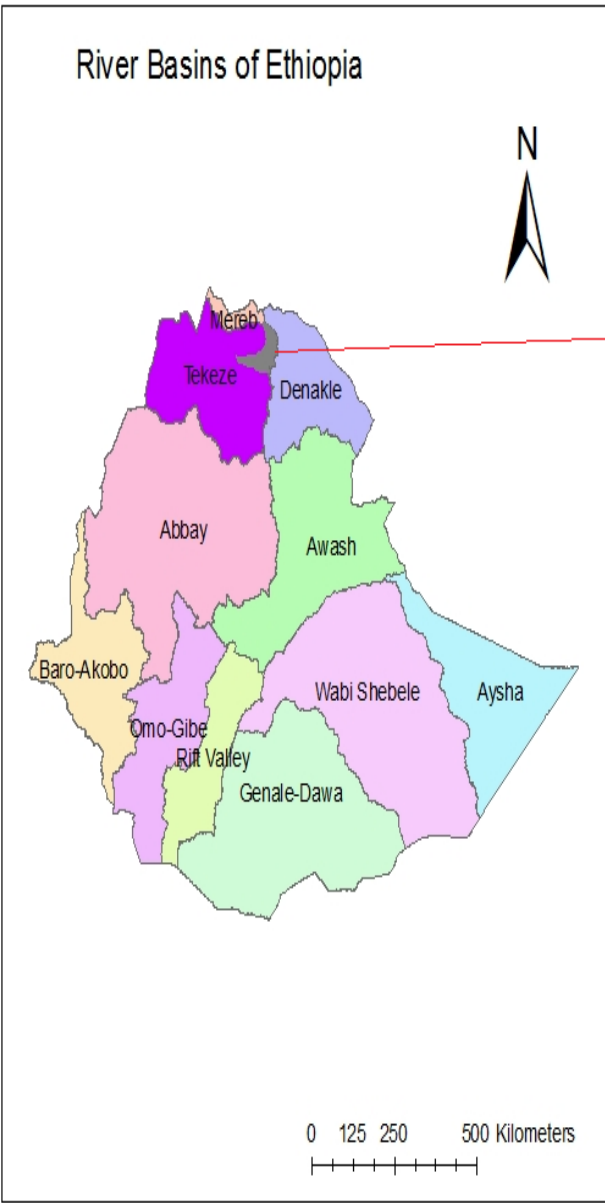 River Basins of Ethiopia
N
Mereb
Tekeze
Denakle
Abbay
Awash
Baro-Akobo
Wabi Shebele
Aysha
Omo-Gibe
Rift Valley
Genale-Dawa
0 125 250 500 Kilometers